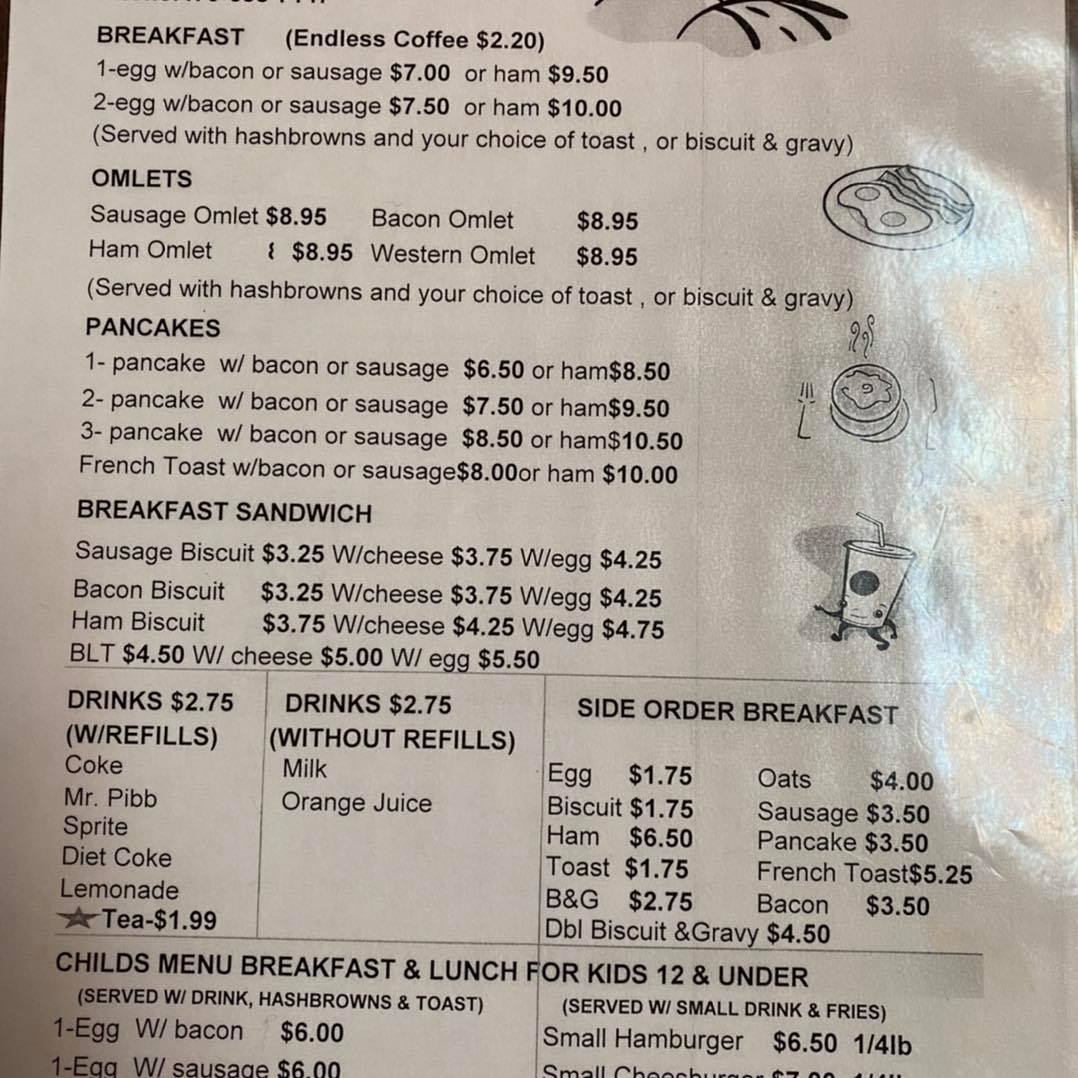 BREAKFAST (Endless Coffee $2.20)
1-egg w/bacon or sausage $7.00 or ham $9.50
2-egg w/bacon or sausage $7.50 or ham $10.00
(Served with hashbrowns and your choice of toast , or biscuit & gravy)
OMLETS
Sausage Omlet $8.95 Bacon Omlet $8.95
Ham Omlet $8.95 Western Omlet $8.95
(Served with hashbrowns and your choice of toast , or biscuit & gravy)
PANCAKES
1- pancake w/ bacon or sausage $6.50 or ham$8.50
2- pancake w/ bacon or sausage $7.50 or ham$9.50
3- pancake w/ bacon or sausage $8.50 or ham$10.50
French Toast w/bacon or sausage$8.00or ham $10.00
BREAKFAST SANDWICH
Sausage Biscuit $3.25 W/cheese $3.75 W/egg $4.25
Bacon Biscuit $3.25 W/cheese $3.75 W/egg $4.25
Ham Biscuit $3.75 W/cheese $4.25 W/egg $4.75
BLT $4.50 W/ cheese $5.00 W/ egg $5.50
DRINKS $2.75
(W/REFILLS)
Coke
Mr. Pibb
Sprite
Diet Coke
Lemonade
Tea-$1.99
DRINKS $2.75
(WITHOUT REFILLS)
Milk
Orange Juice
SIDE ORDER BREAKFAST
Egg $1.75 Oats $4.00
Biscuit $1.75 Sausage $3.50
Ham $6.50 Pancake $3.50
Toast $1.75 French Toast$5.25
B&G $2.75 Bacon $3.50
Dbl Biscuit &Gravy $4.50
CHILDS MENU BREAKFAST & LUNCH FOR KIDS 12 & UNDER
(SERVED W/ DRINK, HASHBROWNS & TOAST)
1-Egg W/ bacon $6.00
1-Egg W/ sausage $6.00
(SERVED W/ SMALL DRINK & FRIES)
Small Hamburger $6.50 1/4lb
Small Cheesburger $7.00